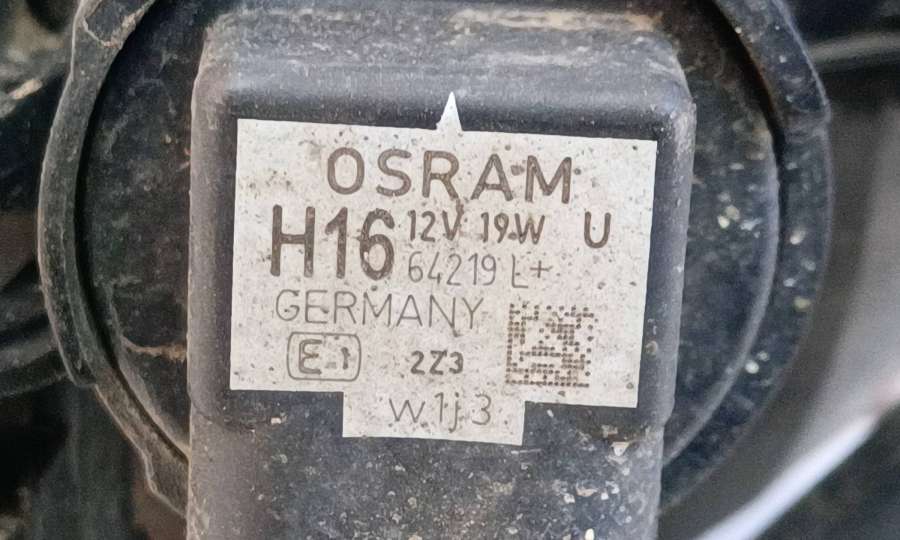 OSRAM
H16 12V 19W U
64219 L+
GERMANY
E1 2Z3
w1j3